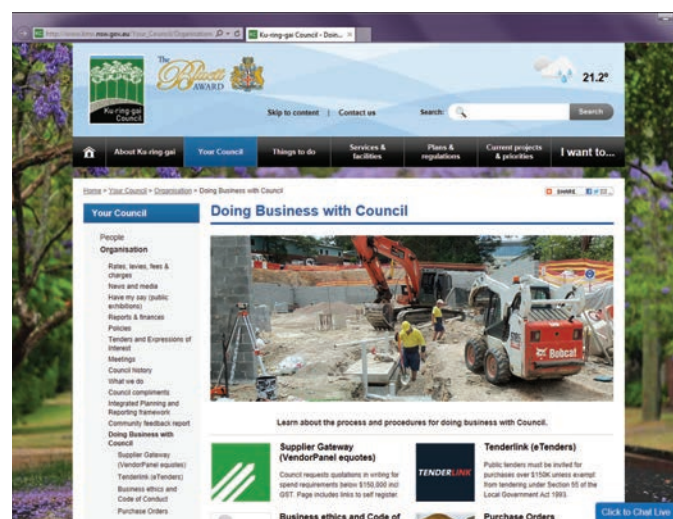 Ku-ring-gai Council - Doin...
The
Bluett
AWARD
Ku-ring-gai
Council
21.2°
Skip to content | Contact us
Search:
Search
About Ku-ring-gai
Your Council
Things to do
Services &
facilities
Plans &
regulations
Current projects
& priorities
I want to...
Home » Your Council » Organisation » Doing Business with Council
SHARE
Your Council
People
Organisation
Rates, levies, fees &
charges
News and media
Have my say (public
exhibitions)
Reports & finances
Policies
Tenders and Expressions of
Interest
Meetings
Council history
What we do
Council compliments
Integrated Planning and
Reporting framework
Community feedback report
Doing Business with
Council
Supplier Gateway
(VendorPanel equotes)
Tenderlink (eTenders)
Business ethics and
Code of Conduct
Purchase Orders
Doing Business with Council
Bobcat
Learn about the process and procedures for doing business with Council.
Supplier Gateway
(VendorPanel equotes)
Council requests quotations in writing for
spend requirements below $150,000 incl
GST. Page includes links to self register.
TENDERLINK
Tenderlink (eTenders)
Public tenders must be invited for
purchases over $150K unless exempt
from tendering under Section 55 of the
Local Government Act 1993.
Business ethics and Code of
Purchase Orders
Click to Chat Live